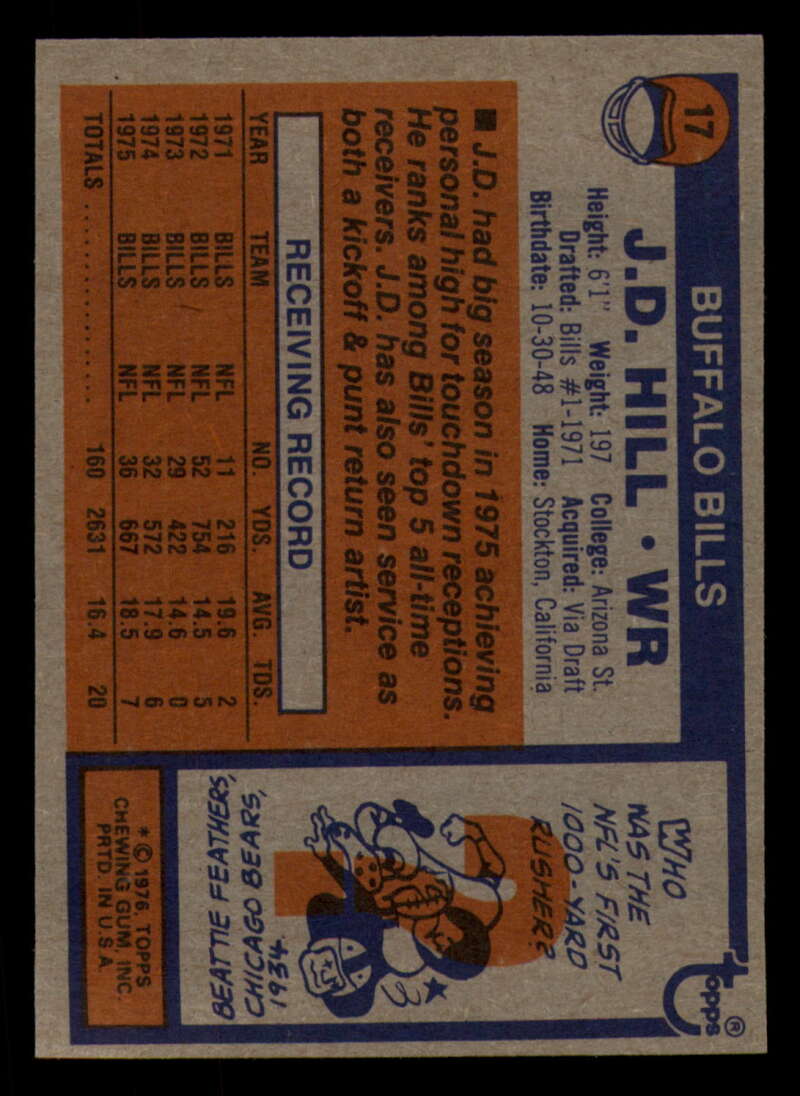 17
BUFFALO BILLS
J.D. HILL • WR
Height: 6'1" Weight: 197 College: Arizona St.
Drafted: Bills #1-1971 Acquired: Via Draft
Birthdate: 10-30-48 Home: Stockton, California
■ J.D. had big season in 1975 achieving
personal high for touchdown receptions.
He ranks among Bills' top 5 all-time
receivers. J.D. has also seen service as
both a kickoff & punt return artist.
RECEIVING RECORD
YEAR TEAM NO. YDS. AVG. TDS.
1971 BILLS NFL 11 216 19.6 2
1972 BILLS NFL 52 754 14.5 5
1973 BILLS NFL 29 422 14.6 0
1974 BILLS NFL 32 572 17.9 6
1975 BILLS NFL 36 667 18.5 7
TOTALS .................. 160 2631 16.4 20
topps®
WHO
WAS THE
NFL'S FIRST
1000-YARD
RUSHER?
BEATTIE FEATHERS,
CHICAGO BEARS,
1934.
* © 1976, TOPPS
CHEWING GUM, INC.
PRTD. IN U.S.A.